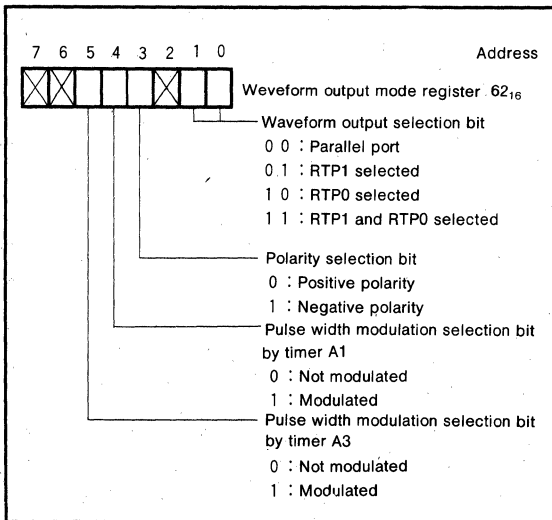 7 6 5 4 3 2 1 0 Address
Weveform output mode register 62₁₆
Waveform output selection bit
0 0 : Parallel port
0 1 : RTP1 selected
1 0 : RTP0 selected
1 1 : RTP1 and RTP0 selected
Polarity selection bit
0 : Positive polarity
1 : Negative polarity
Pulse width modulation selection bit
by timer A1
0 : Not modulated
1 : Modulated
Pulse width modulation selection bit
by timer A3
0 : Not modulated
1 : Modulated